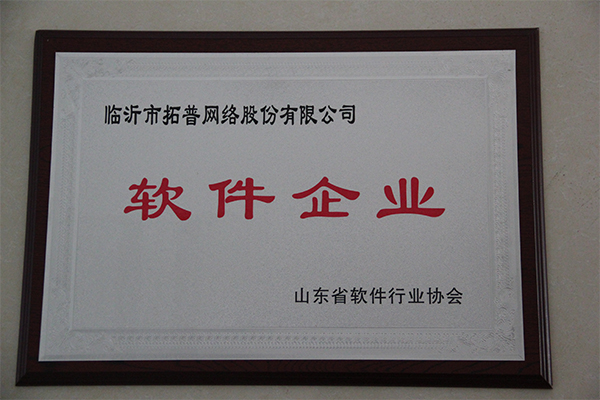 临沂市拓普网络股份有限公司
软件企业
山东省软件行业协会